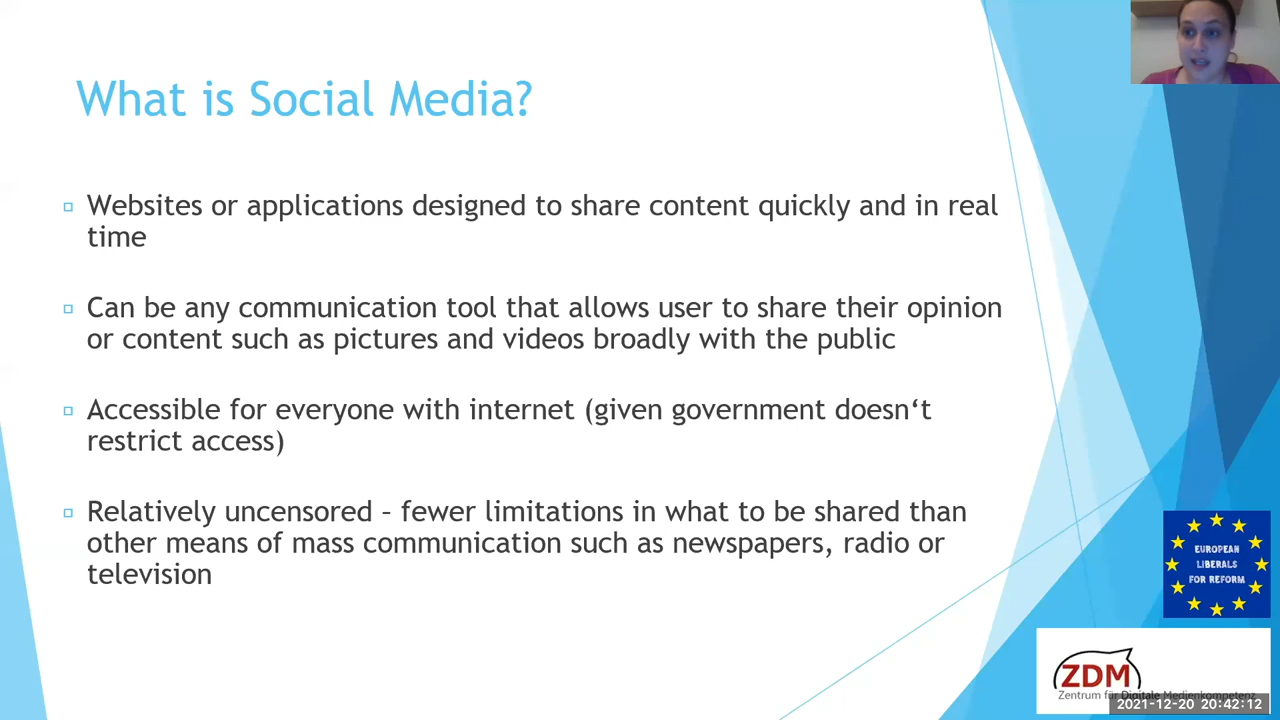 What is Social Media?
Websites or applications designed to share content quickly and in real
time
Can be any communication tool that allows user to share their opinion
or content such as pictures and videos broadly with the public
Accessible for everyone with internet (given government doesn‘t
restrict access)
Relatively uncensored – fewer limitations in what to be shared than
other means of mass communication such as newspapers, radio or
television
EUROPEAN
LIBERALS
FOR REFORM
ZDM
Zentrum für Digitale Medienkompetenz
2021-12-20 20:42:12